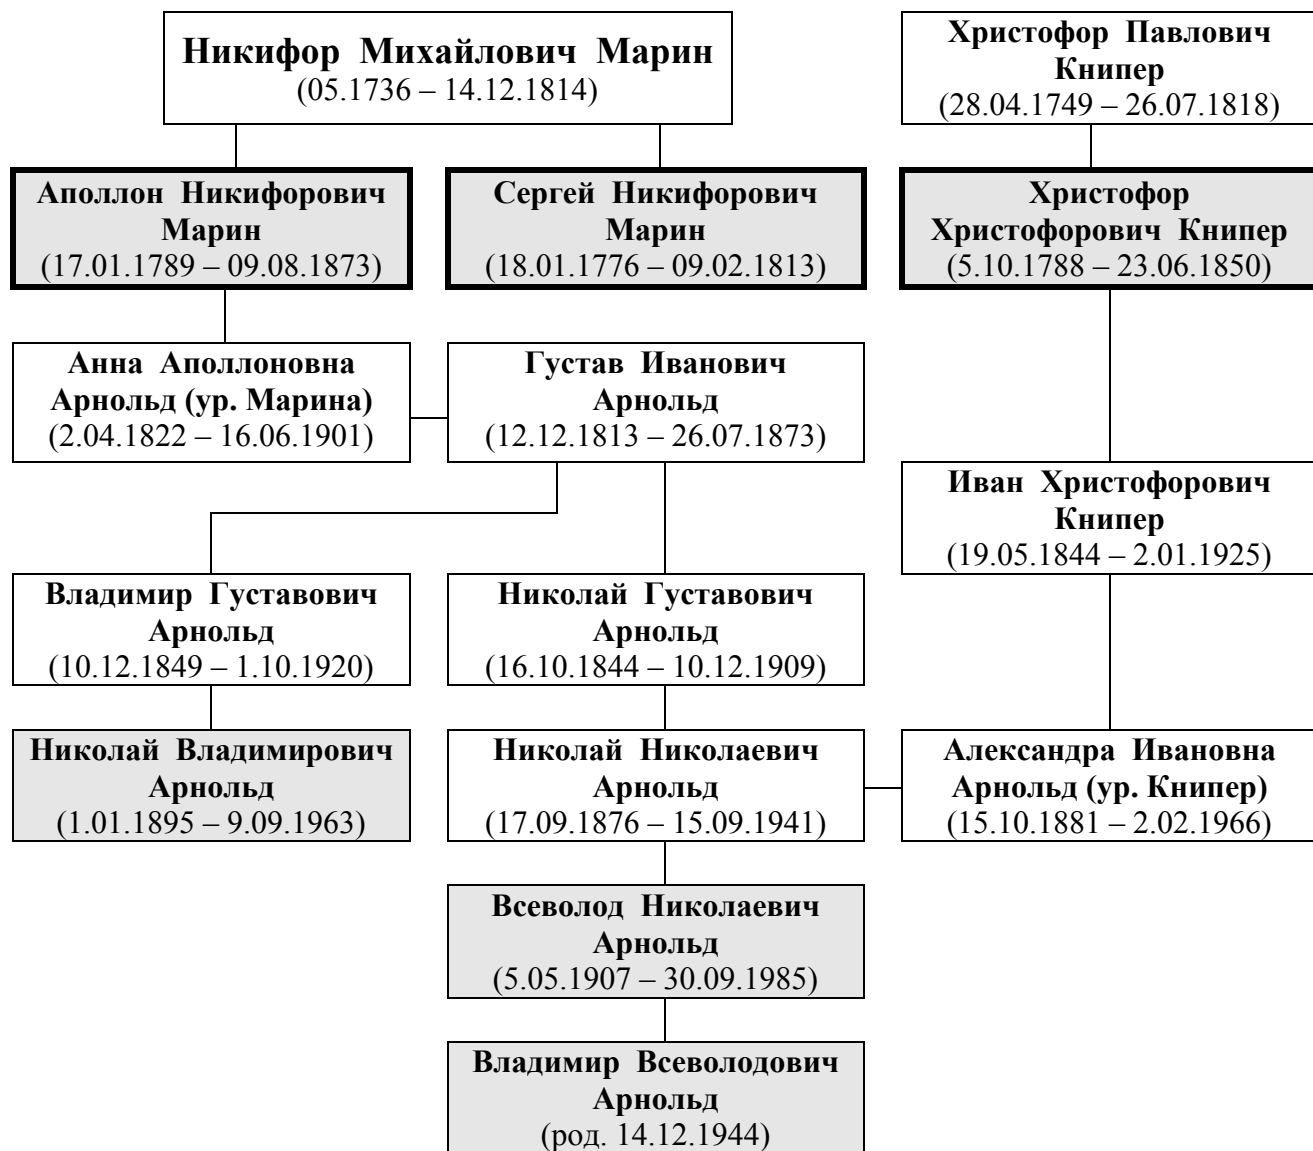 Никифор Михайлович Марин
(05.1736 – 14.12.1814)
Христофор Павлович
Книпер
(28.04.1749 – 26.07.1818)
Аполлон Никифорович
Марин
(17.01.1789 – 09.08.1873)
Сергей Никифорович
Марин
(18.01.1776 – 09.02.1813)
Христофор
Христофорович Книпер
(5.10.1788 – 23.06.1850)
Анна Аполлоновна
Арнольд (ур. Марина)
(2.04.1822 – 16.06.1901)
Густав Иванович
Арнольд
(12.12.1813 – 26.07.1873)
Иван Христофорович
Книпер
(19.05.1844 – 2.01.1925)
Владимир Густавович
Арнольд
(10.12.1849 – 1.10.1920)
Николай Густавович
Арнольд
(16.10.1844 – 10.12.1909)
Николай Владимирович
Арнольд
(1.01.1895 – 9.09.1963)
Николай Николаевич
Арнольд
(17.09.1876 – 15.09.1941)
Александра Ивановна
Арнольд (ур. Книпер)
(15.10.1881 – 2.02.1966)
Всеволод Николаевич
Арнольд
(5.05.1907 – 30.09.1985)
Владимир Всеволодович
Арнольд
(род. 14.12.1944)